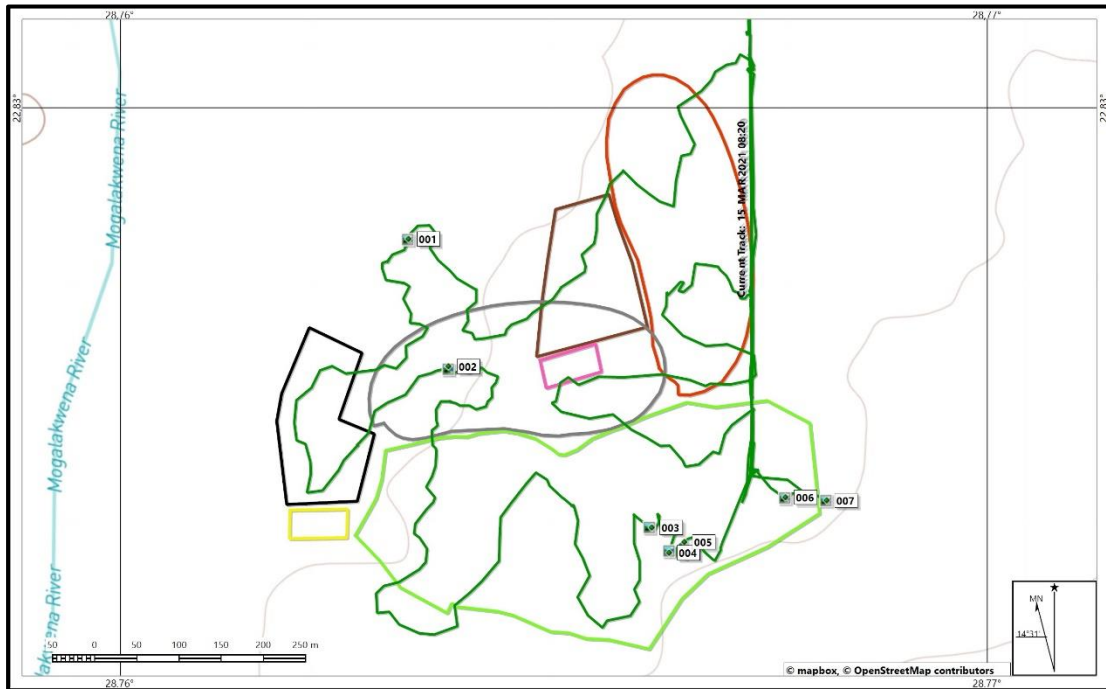 28,76°
28,77°
22,83°
22,83°
Mogalakwena River
Current Track: 15 MAR 2021 08:20
001
002
Mogalakwena River
003
004
005
006
007
Mogalakwena River
50 0 50 100 150 200 250 m
MN
14°31'
© mapbox, © OpenStreetMap contributors
28.76°
28.77°